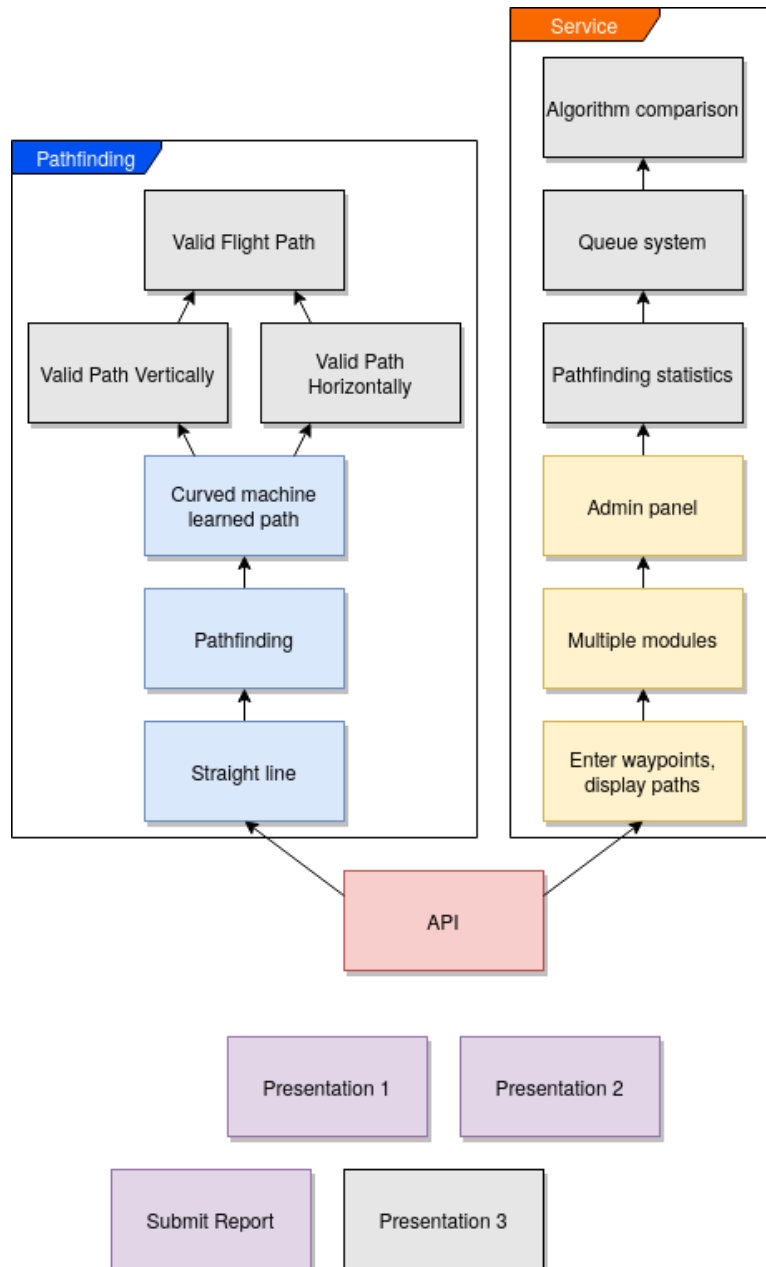 Service
Algorithm comparison
Pathfinding
Valid Flight Path
Queue system
Valid Path Vertically
Valid Path
Horizontally
Pathfinding statistics
Curved machine
learned path
Admin panel
Pathfinding
Multiple modules
Straight line
Enter waypoints,
display paths
API
Presentation 1
Presentation 2
Submit Report
Presentation 3